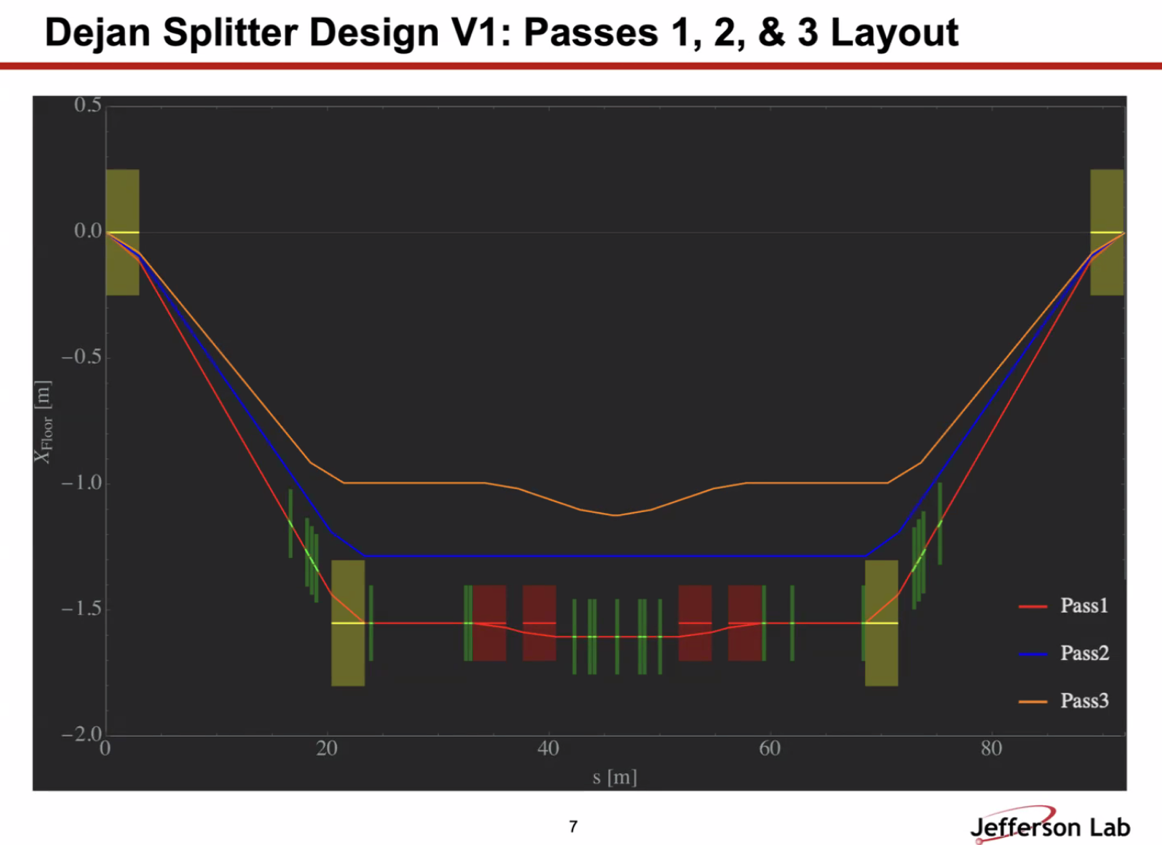 Dejan Splitter Design V1: Passes 1, 2, & 3 Layout
0.5
0.0
−0.5
−1.0
−1.5
−2.0
X_Floor [m]
0 20 40 60 80
s [m]
Pass1
Pass2
Pass3
7
Jefferson Lab